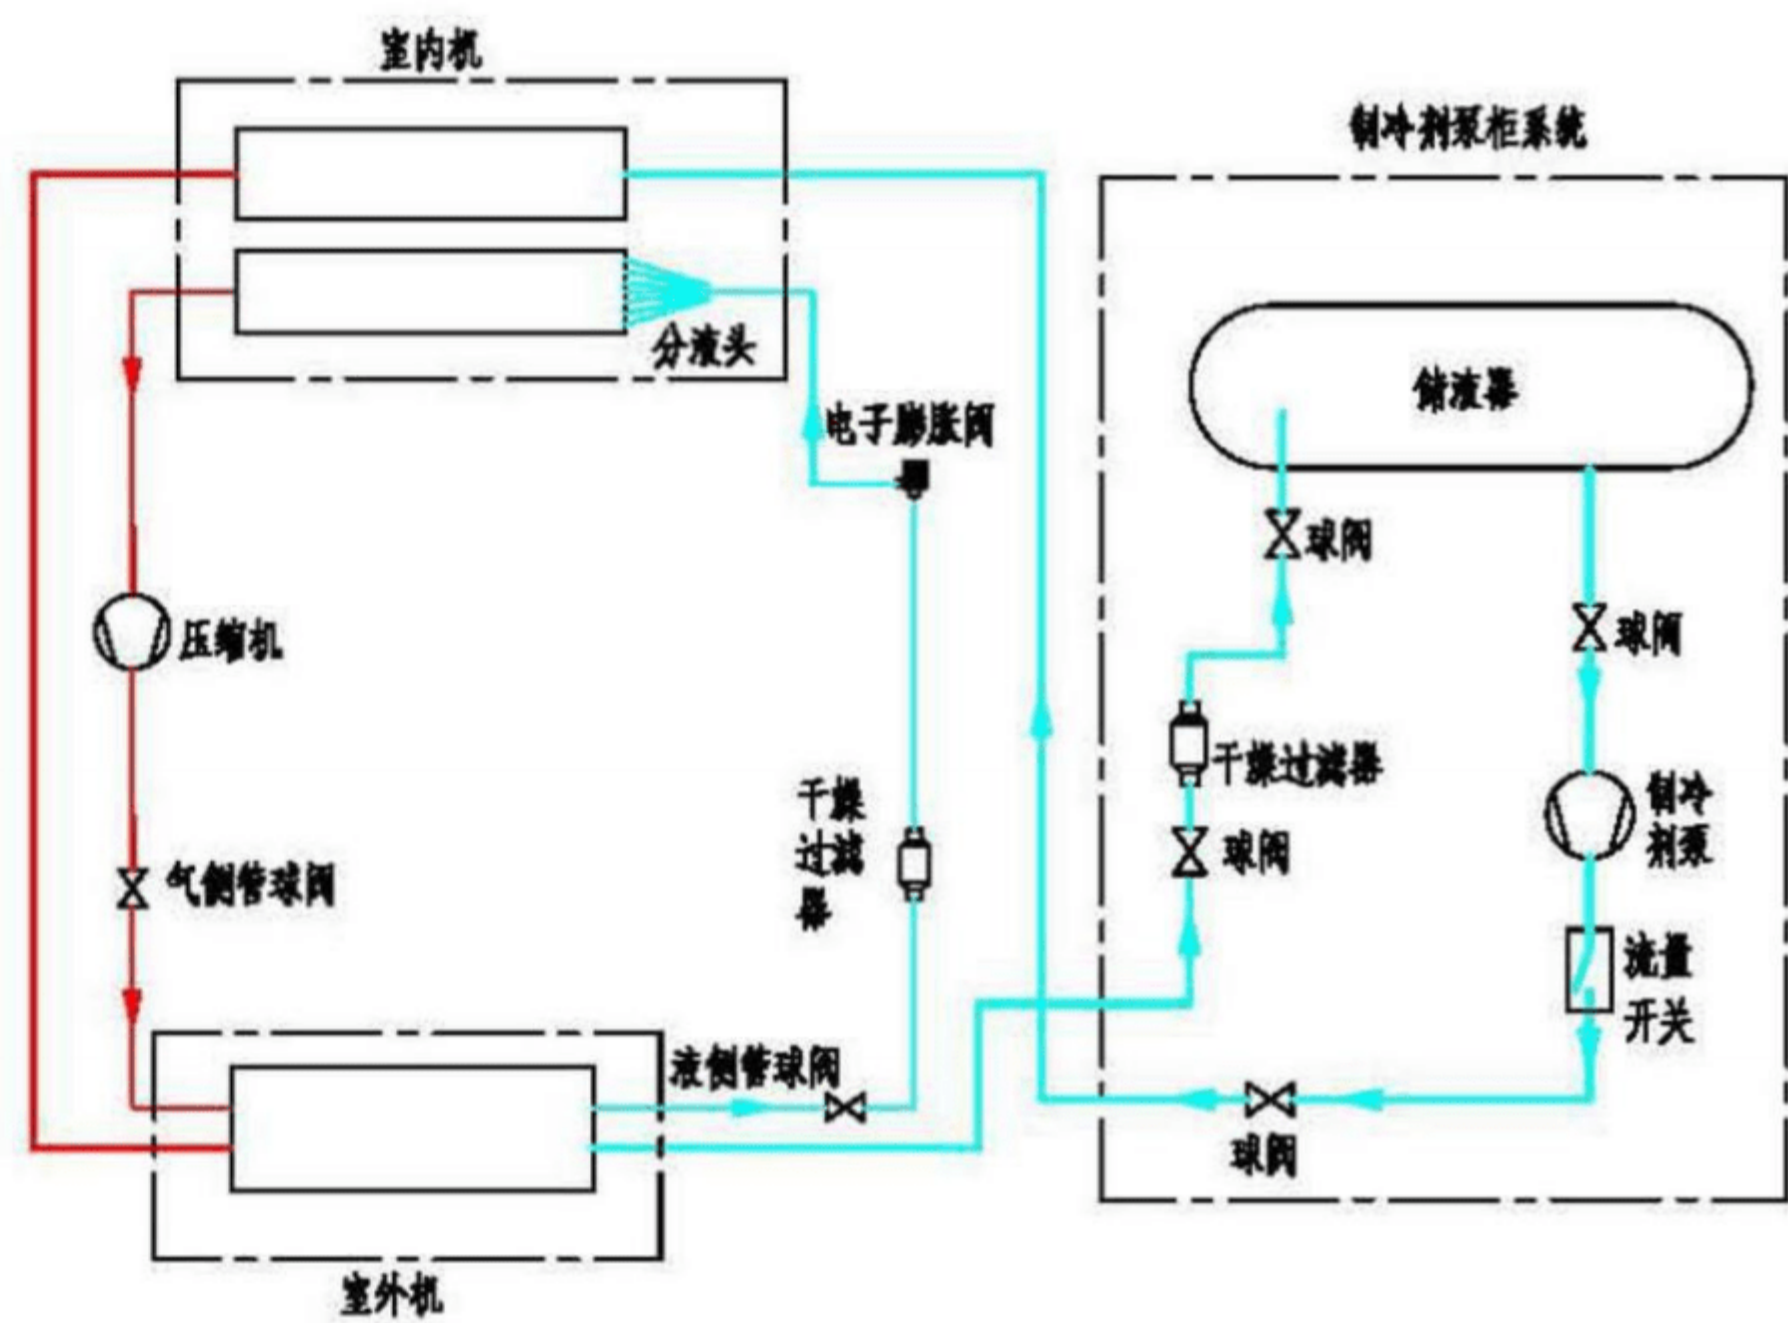 室内机
制冷剂泵柜系统
分液头
储液器
电子膨胀阀
球阀
球阀
压缩机
干燥过滤器
制冷
剂泵
干燥
过滤
器
球阀
气侧管球阀
流量
开关
液侧管球阀
球阀
室外机